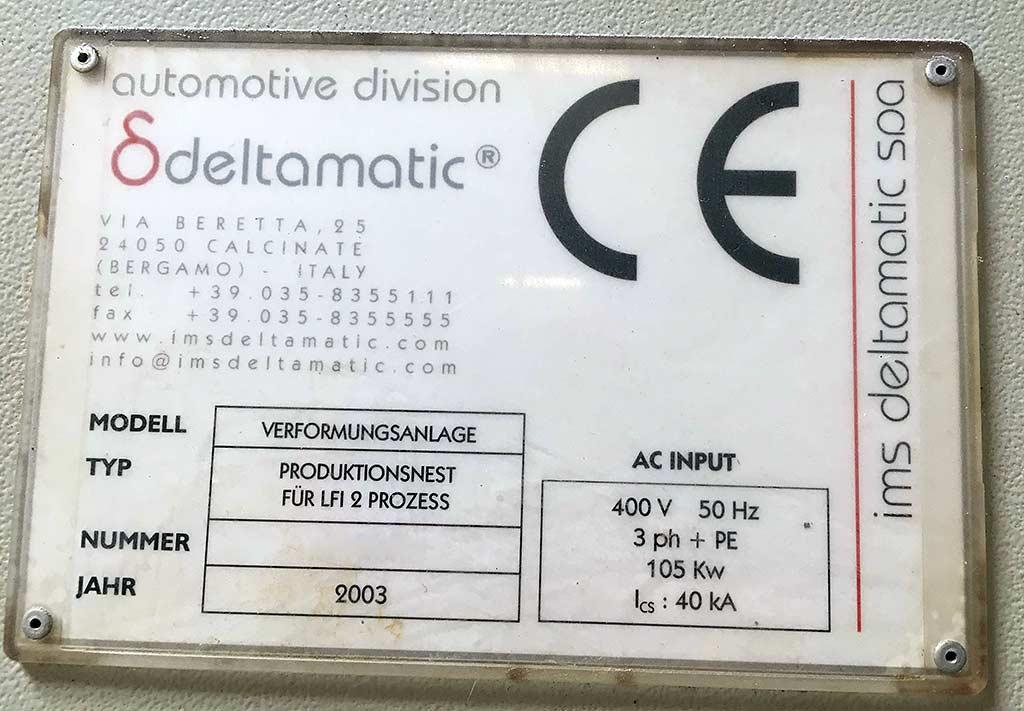 automotive division
δdeltamatic®
VIA BERETTA, 25
24050 CALCINATE
(BERGAMO) - ITALY
tel. +39.035-8355111
fax +39.035-8355555
www.imsdeltamatic.com
info@imsdeltamatic.com
CE
ims deltamatic spa
MODELL VERFORMUNGSANLAGE
TYP PRODUKTIONSNEST
FÜR LFI 2 PROZESS
NUMMER
JAHR 2003
AC INPUT
400 V 50 Hz
3 ph + PE
105 Kw
Ics : 40 kA